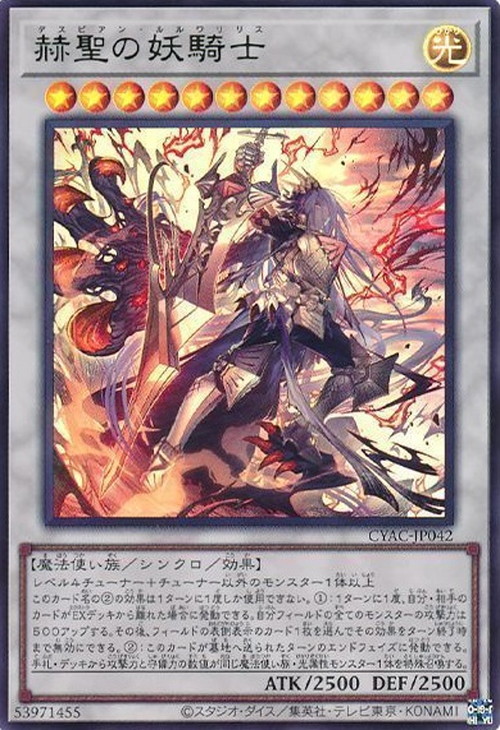 デスピアン・ルルワリリス
赫聖の妖騎士
光
CYAC-JP042
【魔法使い族／シンクロ／効果】
レベル4チューナー＋チューナー以外のモンスター1体以上
このカード名の②の効果は1ターンに1度しか使用できない。①：1ターンに1度、自分・相手の
カードがEXデッキから離れた場合に発動できる。自分フィールドの全てのモンスターの攻撃力は
500アップする。その後、フィールドの表側表示のカード1枚を選んでその効果をターン終了時
まで無効にできる。②：このカードが墓地へ送られたターンのエンドフェイズに発動できる。
手札・デッキから攻撃力と守備力の数値が同じ魔法使い族・光属性モンスター1体を特殊召喚する。
ATK/2500 DEF/2500
53971455
©スタジオ・ダイス／集英社・テレビ東京・KONAMI